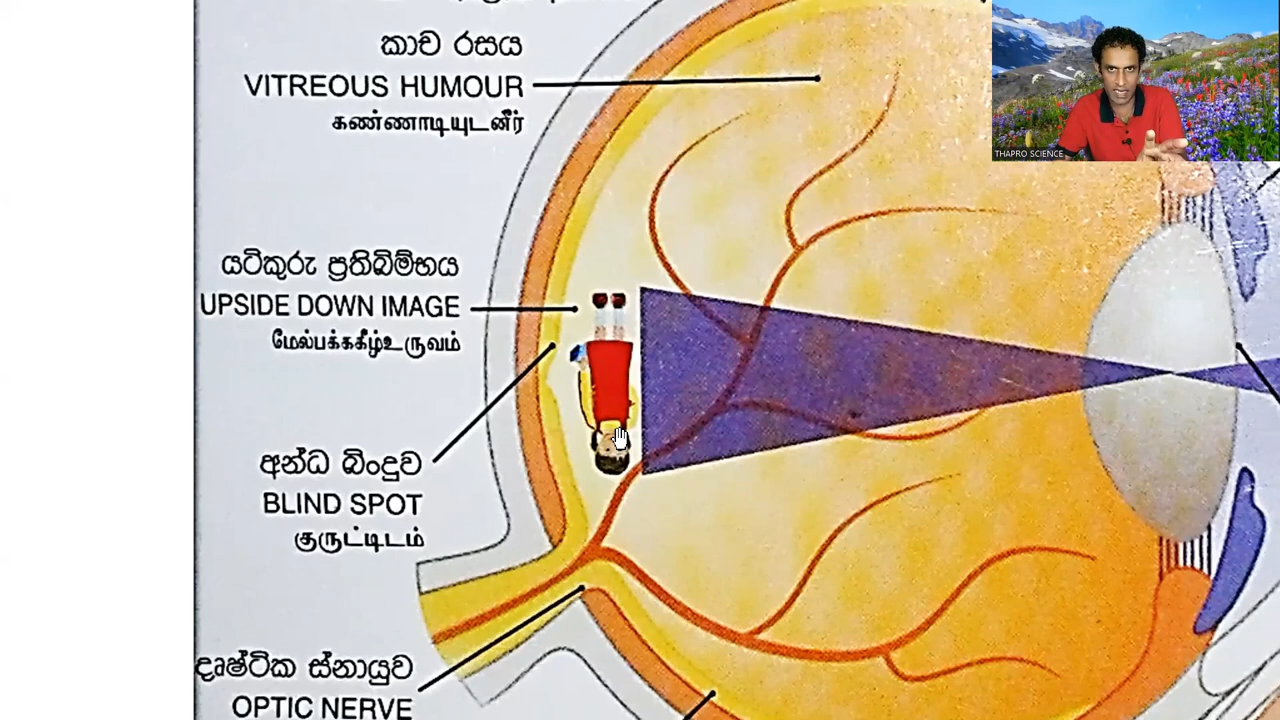 කාච රසය
VITREOUS HUMOUR
கண்ணாடியுடனீர்
THAPRO SCIENCE
යටිකුරු ප්‍රතිබිම්භය
UPSIDE DOWN IMAGE
மேல்பக்ககீழ்உருவம்
අන්ධ බිංදුව
BLIND SPOT
குருட்டிடம்
දෘෂ්ටික ස්නායුව
OPTIC NERVE